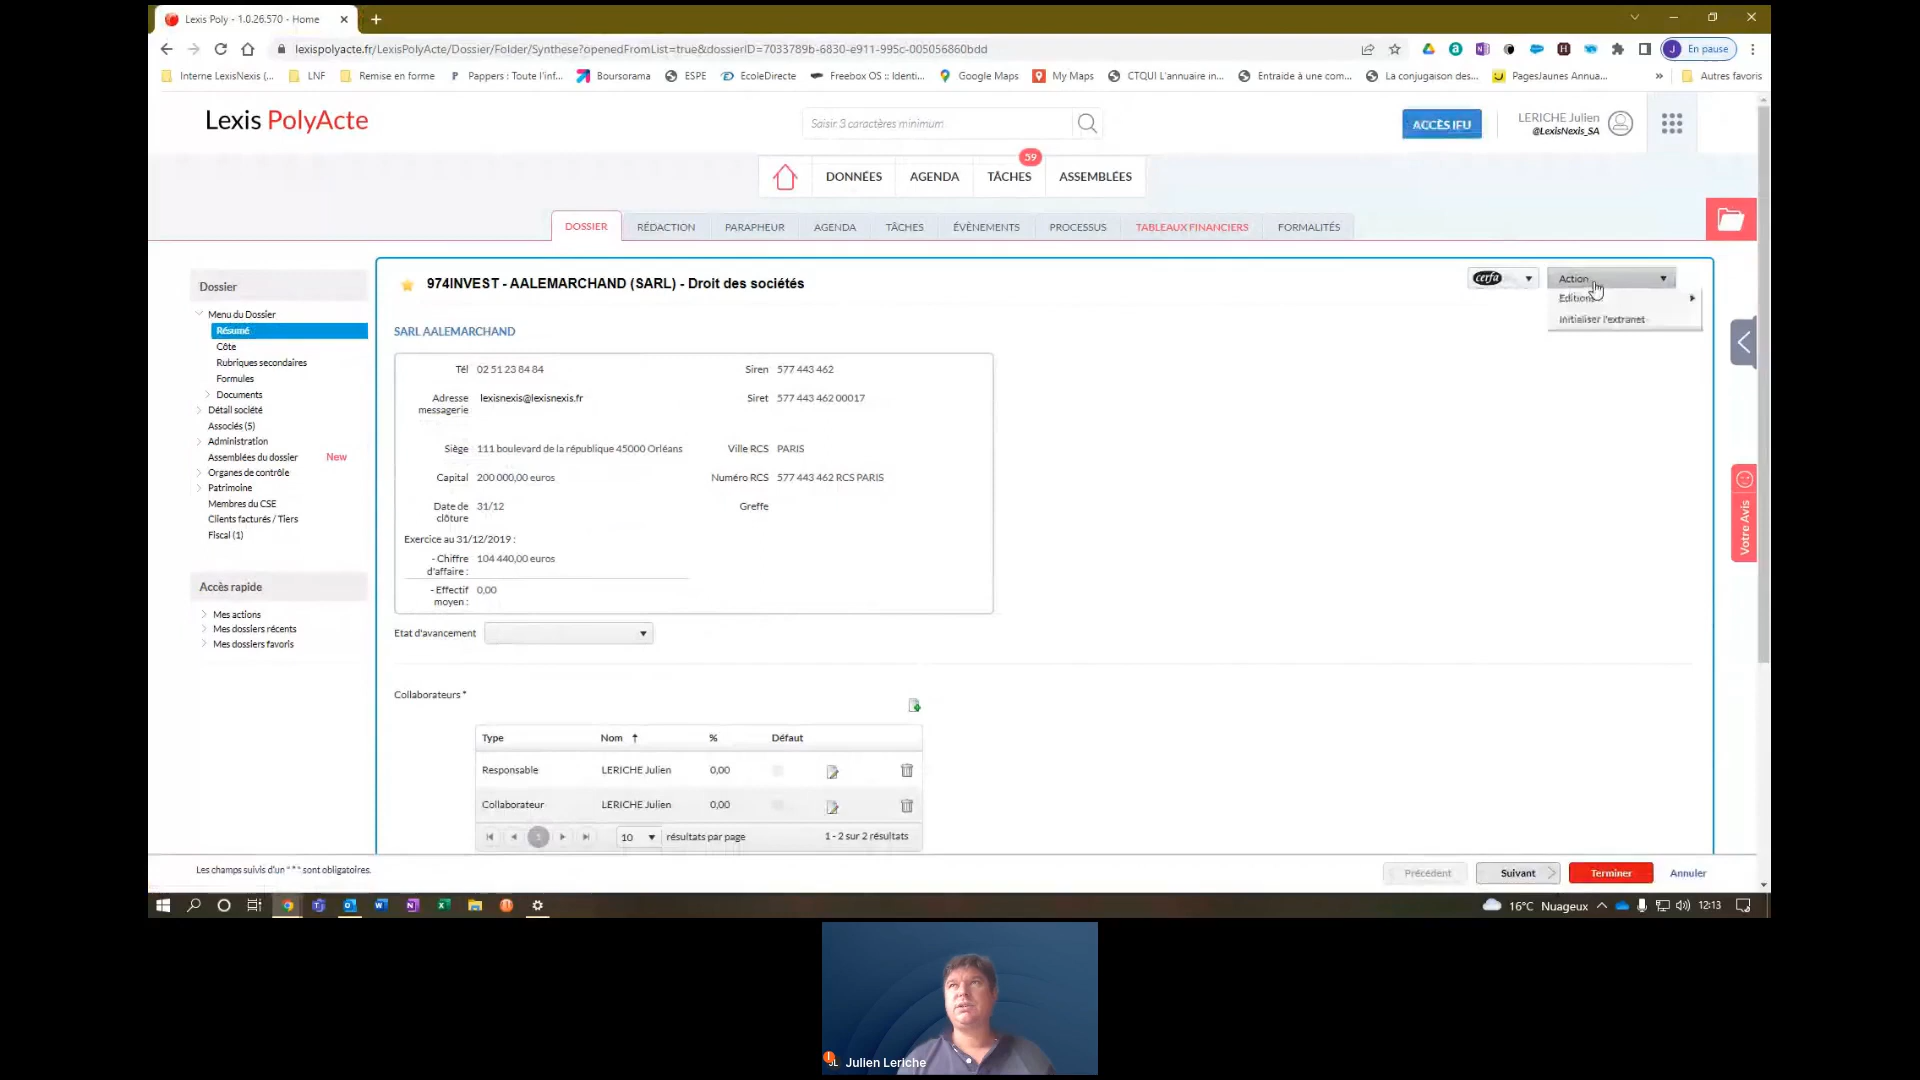 Lexis Poly - 1.0.26.570 - Home
lexispolyacte.fr/LexisPolyActe/Dossier/Folder/Synthese?openedFromList=true&dossierID=7033789b-6830-e911-995c-005056860bdd
En pause
Interne LexisNexis (... LNF Remise en forme Pappers : Toute l'inf... Boursorama ESPE EcoleDirecte Freebox OS :: Identi... Google Maps My Maps CTQUI L'annuaire in... Entraide à une com... La conjugaison des... PagesJaunes Annua... » Autres favoris
Lexis PolyActe
Saisir 3 caractères minimum
ACCÈS IFU
LERICHE Julien
@LexisNexis_SA
59
DONNÉES AGENDA TÂCHES ASSEMBLÉES
DOSSIER RÉDACTION PARAPHEUR AGENDA TÂCHES ÉVÈNEMENTS PROCESSUS TABLEAUX FINANCIERS FORMALITÉS
Dossier
Menu du Dossier
Résumé
Côte
Rubriques secondaires
Formules
Documents
Détail société
Associés (5)
Administration
Assemblées du dossier New
Organes de contrôle
Patrimoine
Membres du CSE
Clients facturés / Tiers
Fiscal (1)
Accès rapide
Mes actions
Mes dossiers récents
Mes dossiers favoris
974INVEST - AALEMARCHAND (SARL) - Droit des sociétés
cerfa
Action
Editions
Initialiser l'extranet
SARL AALEMARCHAND
Tél 02 51 23 84 84 Siren 577 443 462
Adresse messagerie lexisnexis@lexisnexis.fr Siret 577 443 462 00017
Siège 111 boulevard de la république 45000 Orléans Ville RCS PARIS
Capital 200 000,00 euros Numéro RCS 577 443 462 RCS PARIS
Date de clôture 31/12 Greffe
Exercice au 31/12/2019 :
- Chiffre d'affaire : 104 440,00 euros
- Effectif moyen : 0,00
Etat d'avancement
Collaborateurs *
Type Nom % Défaut
Responsable LERICHE Julien 0,00
Collaborateur LERICHE Julien 0,00
1 10 résultats par page 1 - 2 sur 2 résultats
Votre Avis
Les champs suivis d'un " * " sont obligatoires.
Précédent Suivant Terminer Annuler
16°C Nuageux 12:13
JL Julien Leriche